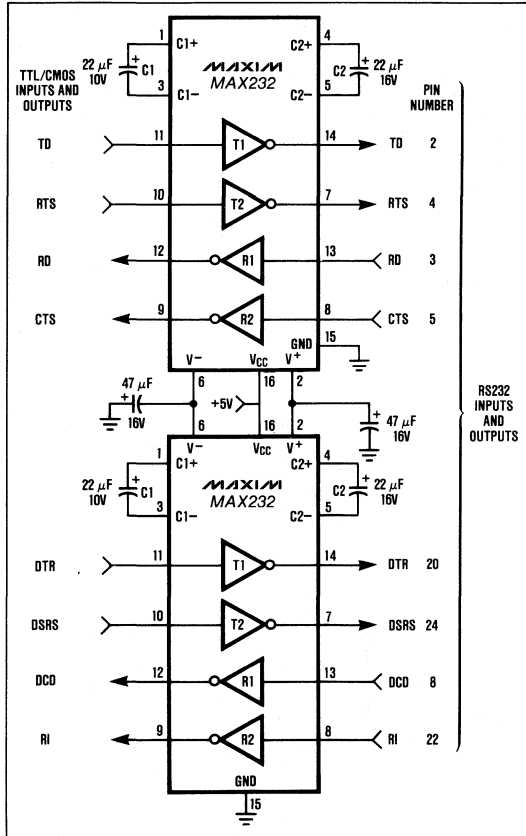 TTL/CMOS
INPUTS AND
OUTPUTS
PIN
NUMBER
1 C1+ C2+ 4
22 µF
10V
+ C1
3 C1− C2− 5
+ C2
22 µF
16V
MAXIM
MAX232
TD 11 T1 14 TD 2
RTS 10 T2 7 RTS 4
RD 12 R1 13 RD 3
CTS 9 R2 8 CTS 5
GND 15
V− VCC V+
6 16 2
47 µF
+
16V
+5V
+ 47 µF
16V
6 16 2
V− VCC V+
RS232
INPUTS
AND
OUTPUTS
1 C1+ C2+ 4
22 µF
10V
+ C1
3 C1− C2− 5
+ C2
22 µF
16V
MAXIM
MAX232
DTR 11 T1 14 DTR 20
DSRS 10 T2 7 DSRS 24
DCD 12 R1 13 DCD 8
RI 9 R2 8 RI 22
GND
15